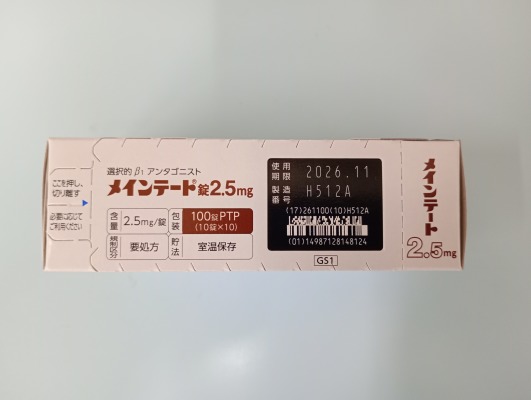 ここを押し、
切り離す
必要に応じて
ご利用ください
選択的 β1 アンタゴニスト
メインテート®錠2.5mg
含量 2.5mg/錠
包装 100錠PTP
(10錠×10)
規制区分 要処方
貯法 室温保存
使用期限 2026.11
製造番号 H512A
(17)261100(10)H512A
(01)14987128148124
GS1
メインテート
2.5mg